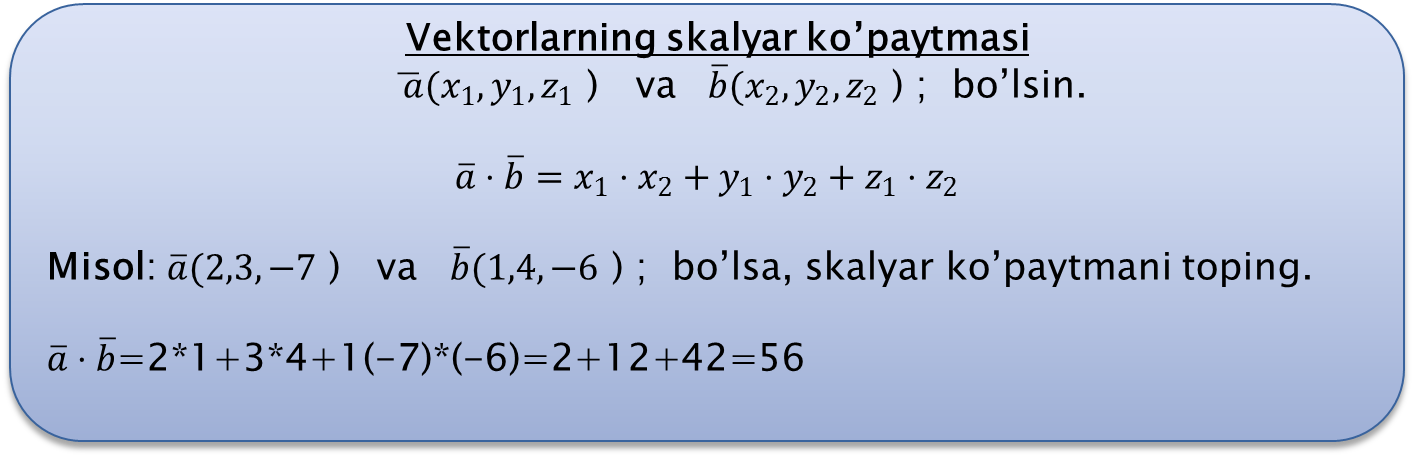 Vektorlarning skalyar ko’paytmasi
a̅(x₁, y₁, z₁ ) va b̅(x₂, y₂, z₂ ) ; bo’lsin.
a̅ · b̅ = x₁ · x₂ + y₁ · y₂ + z₁ · z₂
Misol: a̅(2,3, −7 ) va b̅(1,4, −6 ) ; bo’lsa, skalyar ko’paytmani toping.
a̅ · b̅=2*1+3*4+1(-7)*(-6)=2+12+42=56